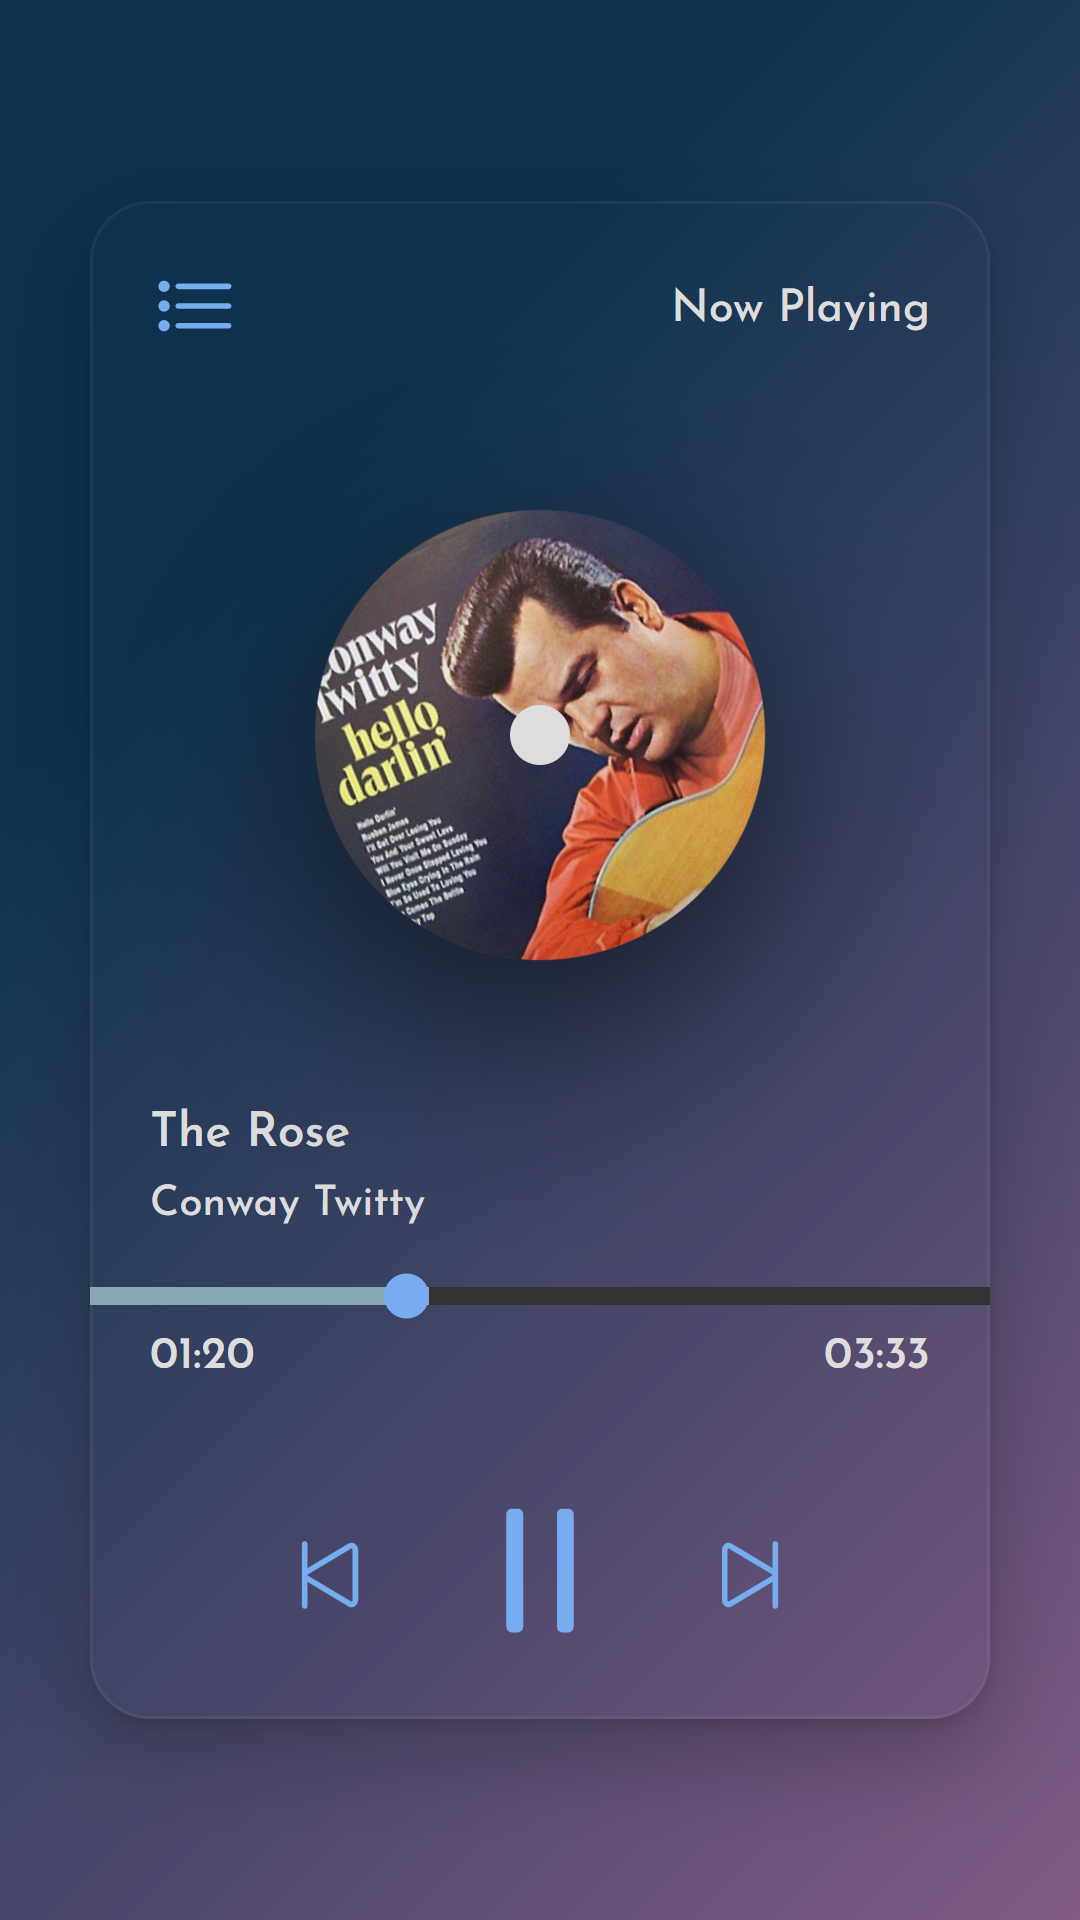 Now Playing
onway
Twitty
hello
darlin'
Hello Darlin'
Rueben James
I'll Get Over Losing You
You And Your Sweet Love
Will You Visit Me On Sunday
I Never Once Stopped Loving You
Blue Eyes Crying In The Rain
I'm So Used To Loving You
Comes The Bottle
Top
The Rose
Conway Twitty
01:20
03:33